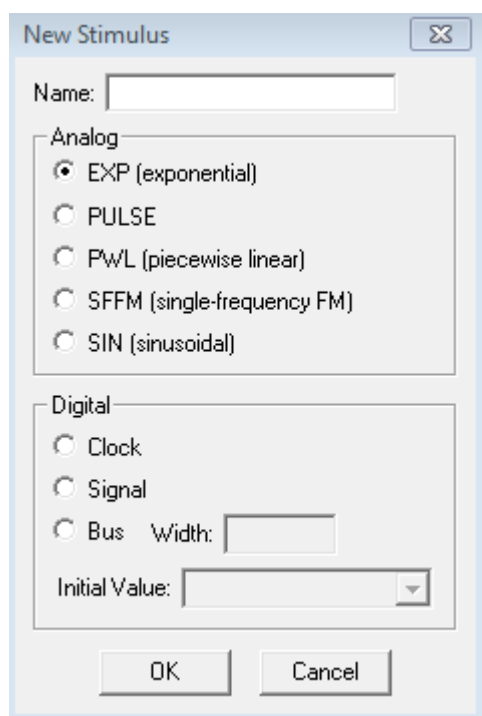 New Stimulus
Name:
Analog
EXP (exponential)
PULSE
PWL (piecewise linear)
SFFM (single-frequency FM)
SIN (sinusoidal)
Digital
Clock
Signal
Bus Width:
Initial Value:
OK Cancel